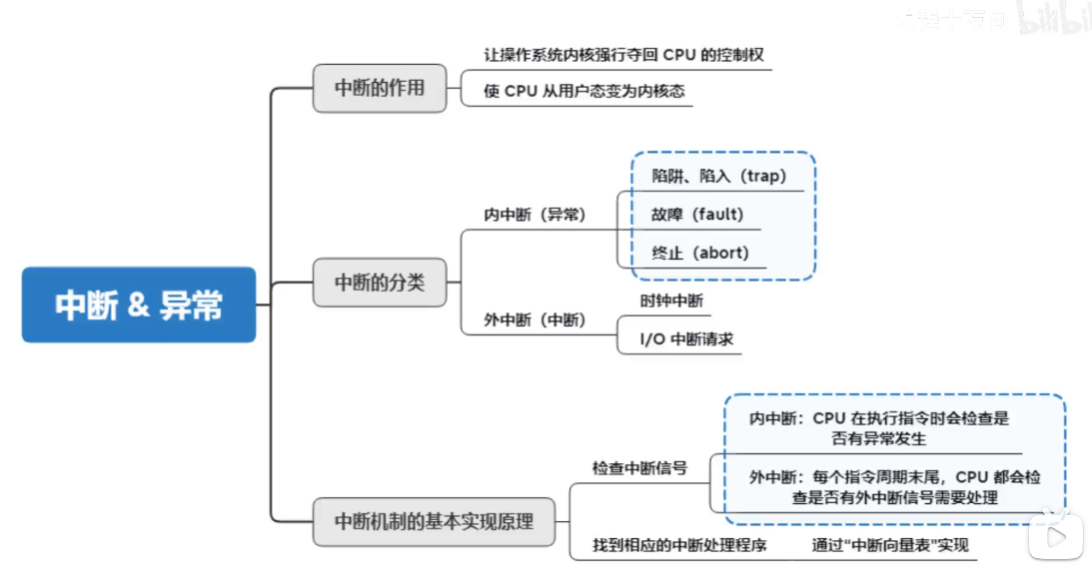 bilibili
中断 & 异常
中断的作用
让操作系统内核强行夺回 CPU 的控制权
使 CPU 从用户态变为内核态
中断的分类
内中断（异常）
陷阱、陷入（trap）
故障（fault）
终止（abort）
外中断（中断）
时钟中断
I/O 中断请求
中断机制的基本实现原理
检查中断信号
内中断：CPU 在执行指令时会检查是
否有异常发生
外中断：每个指令周期末尾，CPU 都会检
查是否有外中断信号需要处理
找到相应的中断处理程序
通过“中断向量表”实现